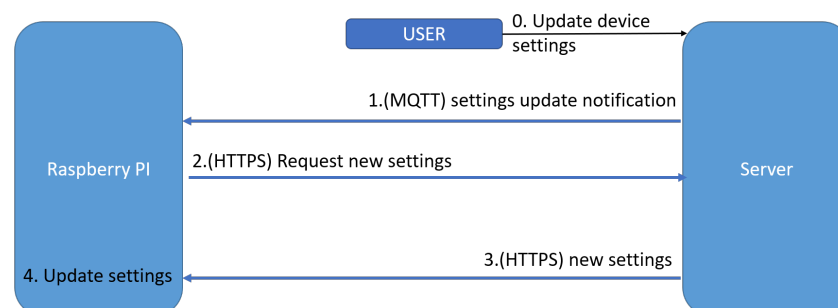 USER
0. Update device
settings
1.(MQTT) settings update notification
Raspberry PI
2.(HTTPS) Request new settings
Server
3.(HTTPS) new settings
4. Update settings